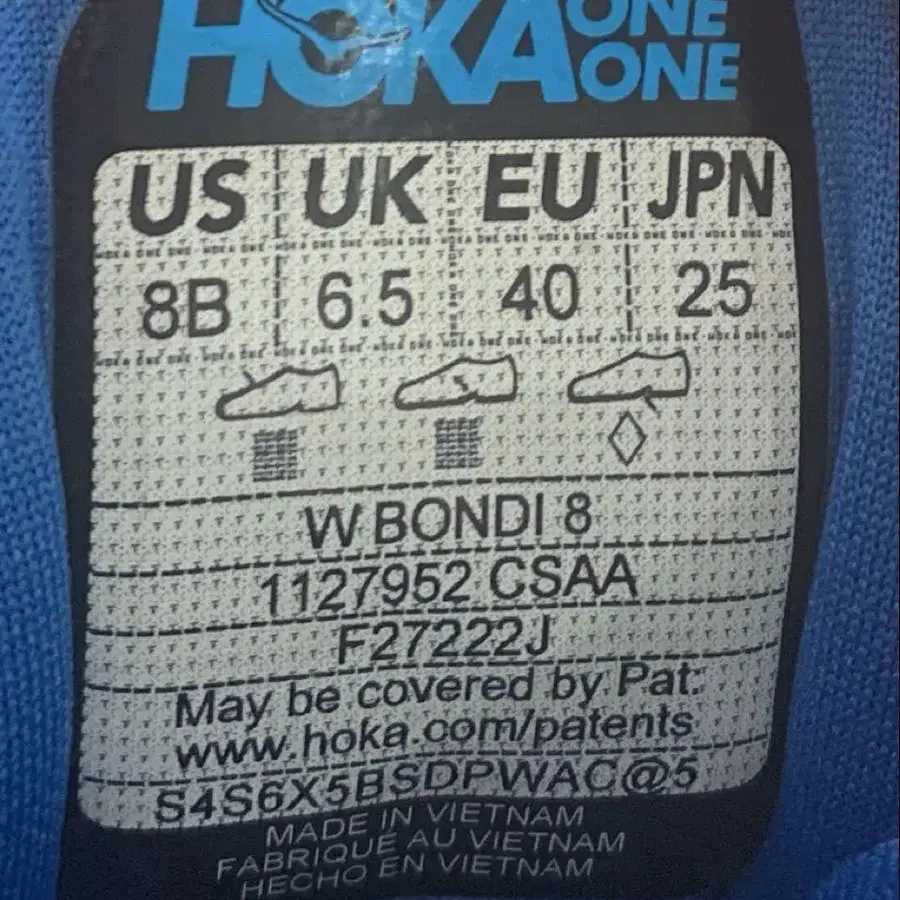 HOKA ONE ONE
US UK EU JPN
8B 6.5 40 25
W BONDI 8
1127952 CSAA
F27222J
May be covered by Pat:
www.hoka.com/patents
S4S6X5BSDPWAC@5
MADE IN VIETNAM
FABRIQUÉ AU VIETNAM
HECHO EN VIETNAM